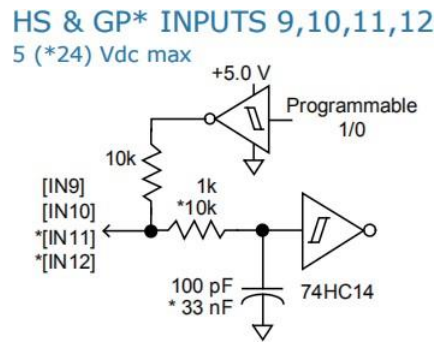 HS & GP* INPUTS 9,10,11,12
5 (*24) Vdc max
+5.0 V
Programmable
1/0
10k
[IN9]
[IN10]
*[IN11]
*[IN12]
1k
*10k
100 pF
* 33 nF
74HC14